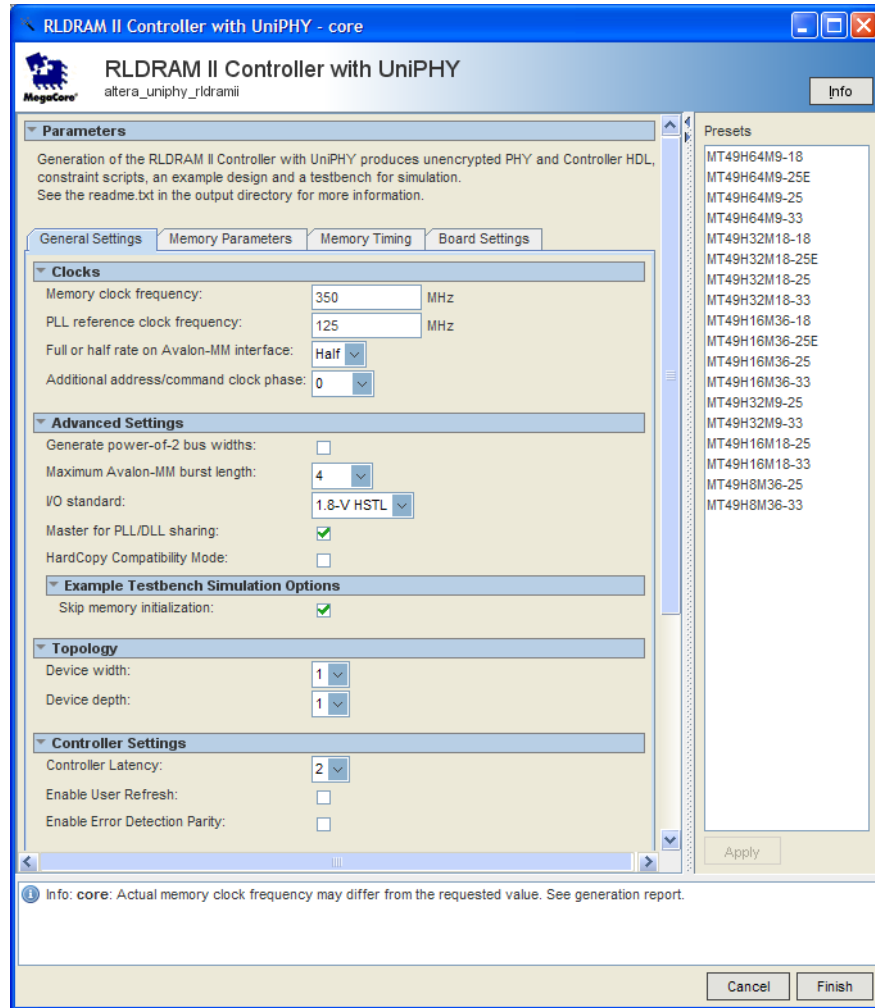 RLDRAM II Controller with UniPHY - core
MegaCore®
RLDRAM II Controller with UniPHY
altera_uniphy_rldramii
Info
Parameters
Generation of the RLDRAM II Controller with UniPHY produces unencrypted PHY and Controller HDL,
constraint scripts, an example design and a testbench for simulation.
See the readme.txt in the output directory for more information.
General Settings Memory Parameters Memory Timing Board Settings
Clocks
Memory clock frequency: 350 MHz
PLL reference clock frequency: 125 MHz
Full or half rate on Avalon-MM interface: Half
Additional address/command clock phase: 0
Advanced Settings
Generate power-of-2 bus widths:
Maximum Avalon-MM burst length: 4
I/O standard: 1.8-V HSTL
Master for PLL/DLL sharing:
HardCopy Compatibility Mode:
Example Testbench Simulation Options
Skip memory initialization:
Topology
Device width: 1
Device depth: 1
Controller Settings
Controller Latency: 2
Enable User Refresh:
Enable Error Detection Parity:
Presets
MT49H64M9-18
MT49H64M9-25E
MT49H64M9-25
MT49H64M9-33
MT49H32M18-18
MT49H32M18-25E
MT49H32M18-25
MT49H32M18-33
MT49H16M36-18
MT49H16M36-25E
MT49H16M36-25
MT49H16M36-33
MT49H32M9-25
MT49H32M9-33
MT49H16M18-25
MT49H16M18-33
MT49H8M36-25
MT49H8M36-33
Apply
Info: core: Actual memory clock frequency may differ from the requested value. See generation report.
Cancel Finish